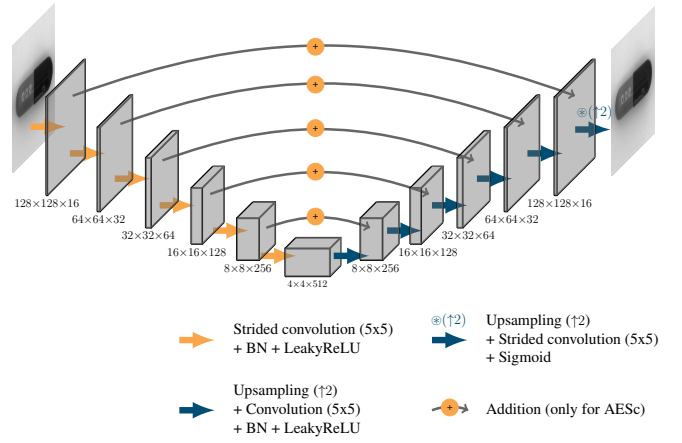 +
+
+
+
+
⊛(↑2)
128×128×16
64×64×32
32×32×64
16×16×128
8×8×256
4×4×512
8×8×256
16×16×128
32×32×64
64×64×32
128×128×16
Strided convolution (5x5)
+ BN + LeakyReLU
⊛(↑2)
Upsampling (↑2)
+ Strided convolution (5x5)
+ Sigmoid
Upsampling (↑2)
+ Convolution (5x5)
+ BN + LeakyReLU
+
Addition (only for AESc)